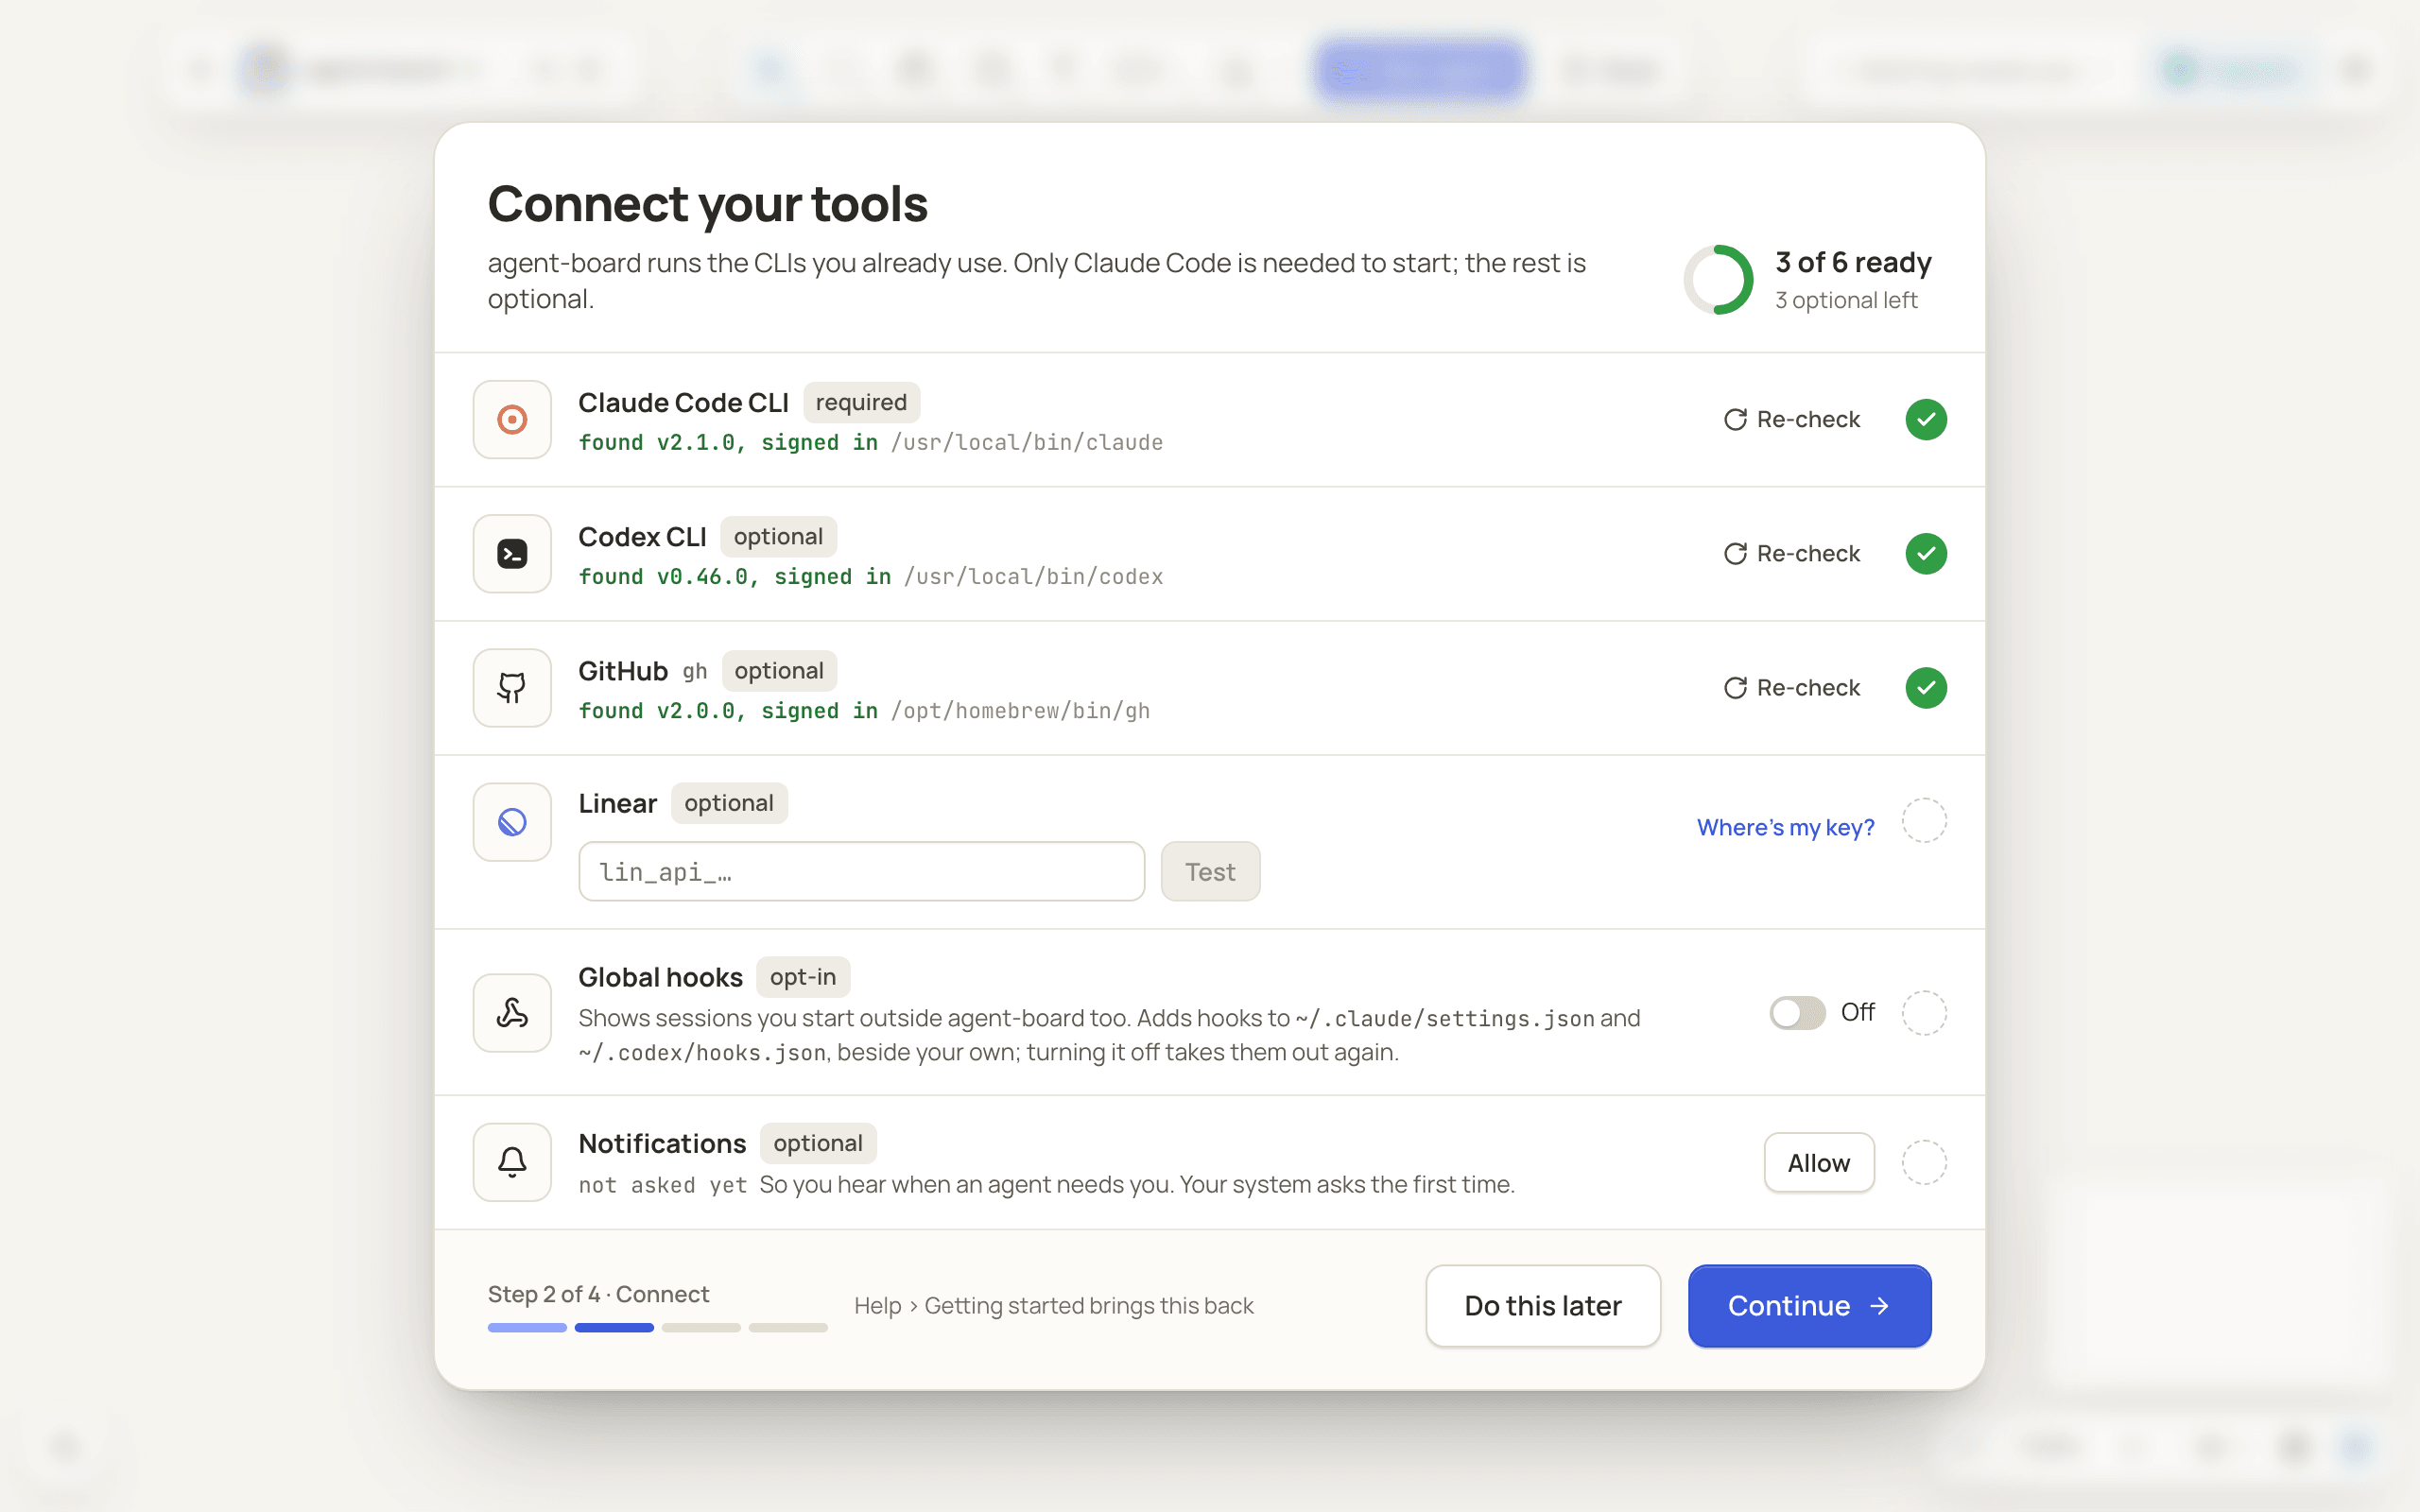 Connect your tools
agent-board runs the CLIs you already use. Only Claude Code is needed to start; the rest is
optional.
3 of 6 ready
3 optional left
Claude Code CLI required
found v2.1.0, signed in /usr/local/bin/claude
Re-check
Codex CLI optional
found v0.46.0, signed in /usr/local/bin/codex
Re-check
GitHub gh optional
found v2.0.0, signed in /opt/homebrew/bin/gh
Re-check
Linear optional
lin_api_…
Test
Where's my key?
Global hooks opt-in
Shows sessions you start outside agent-board too. Adds hooks to ~/.claude/settings.json and
~/.codex/hooks.json, beside your own; turning it off takes them out again.
Off
Notifications optional
not asked yet So you hear when an agent needs you. Your system asks the first time.
Allow
Step 2 of 4 · Connect
Help › Getting started brings this back
Do this later
Continue →